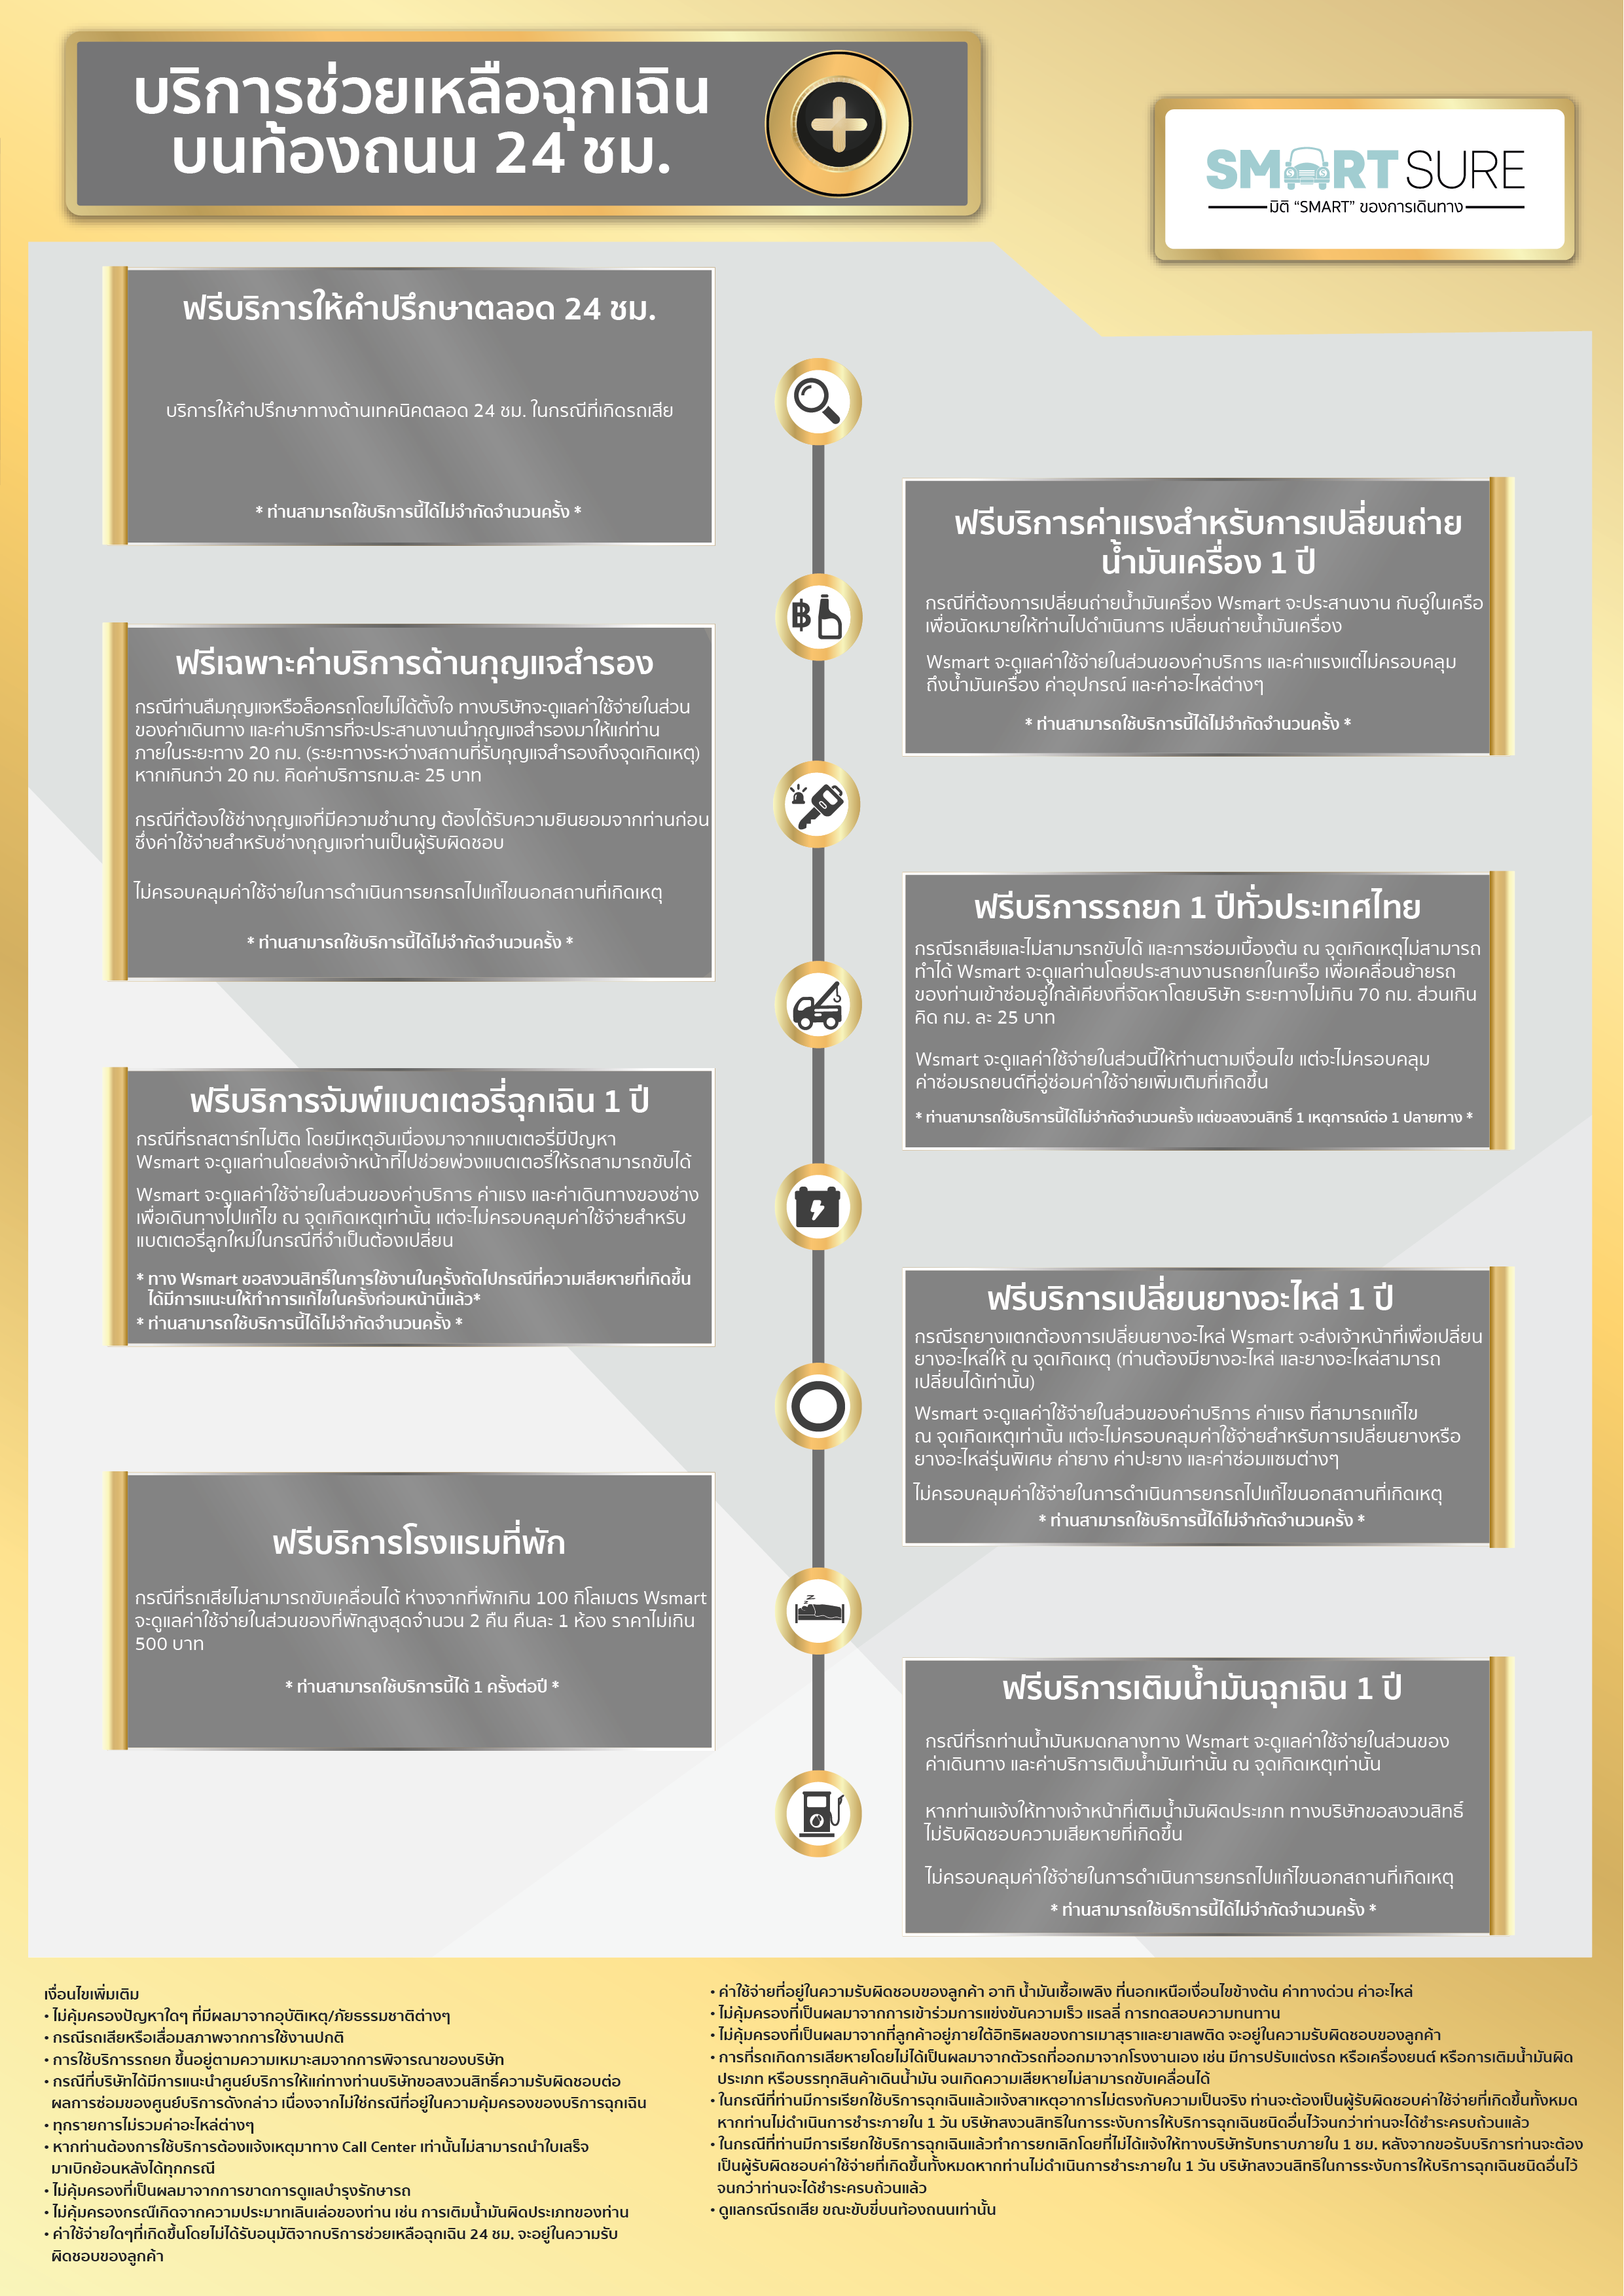 บริการช่วยเหลือฉุกเฉิน
บนท้องถนน 24 ชม.
SMART SURE
มิติ “SMART” ของการเดินทาง
ฟรีบริการให้คำปรึกษาตลอด 24 ชม.
บริการให้คำปรึกษาทางด้านเทคนิคตลอด 24 ชม. ในกรณีที่เกิดรถเสีย
* ท่านสามารถใช้บริการนี้ได้ไม่จำกัดจำนวนครั้ง *
ฟรีบริการค่าแรงสำหรับการเปลี่ยนถ่าย
น้ำมันเครื่อง 1 ปี
กรณีที่ต้องการเปลี่ยนถ่ายน้ำมันเครื่อง Wsmart จะประสานงาน กับอู่ในเครือ
เพื่อนัดหมายให้ท่านไปดำเนินการ เปลี่ยนถ่ายน้ำมันเครื่อง
Wsmart จะดูแลค่าใช้จ่ายในส่วนของค่าบริการ และค่าแรงแต่ไม่ครอบคลุม
ถึงน้ำมันเครื่อง ค่าอุปกรณ์ และค่าอะไหล่ต่างๆ
* ท่านสามารถใช้บริการนี้ได้ไม่จำกัดจำนวนครั้ง *
ฟรีเฉพาะค่าบริการด้านกุญแจสำรอง
กรณีท่านลืมกุญแจหรือล็อครถโดยไม่ได้ตั้งใจ ทางบริษัทจะดูแลค่าใช้จ่ายในส่วน
ของค่าเดินทาง และค่าบริการที่จะประสานงานนำกุญแจสำรองมาให้แก่ท่าน
ภายในระยะทาง 20 กม. (ระยะทางระหว่างสถานที่รับกุญแจสำรองถึงจุดเกิดเหตุ)
หากเกินกว่า 20 กม. คิดค่าบริการกม.ละ 25 บาท
กรณีที่ต้องใช้ช่างกุญแจที่มีความชำนาญ ต้องได้รับความยินยอมจากท่านก่อน
ซึ่งค่าใช้จ่ายสำหรับช่างกุญแจท่านเป็นผู้รับผิดชอบ
ไม่ครอบคลุมค่าใช้จ่ายในการดำเนินการยกรถไปแก้ไขนอกสถานที่เกิดเหตุ
* ท่านสามารถใช้บริการนี้ได้ไม่จำกัดจำนวนครั้ง *
ฟรีบริการรถยก 1 ปีทั่วประเทศไทย
กรณีรถเสียและไม่สามารถขับได้ และการซ่อมเบื้องต้น ณ จุดเกิดเหตุไม่สามารถ
ทำได้ Wsmart จะดูแลท่านโดยประสานงานรถยกในเครือ เพื่อเคลื่อนย้ายรถ
ของท่านเข้าซ่อมอู่ใกล้เคียงที่จัดหาโดยบริษัท ระยะทางไม่เกิน 70 กม. ส่วนเกิน
คิด กม. ละ 25 บาท
Wsmart จะดูแลค่าใช้จ่ายในส่วนนี้ให้ท่านตามเงื่อนไข แต่จะไม่ครอบคลุม
ค่าซ่อมรถยนต์ที่อู่ซ่อมค่าใช้จ่ายเพิ่มเติมที่เกิดขึ้น
* ท่านสามารถใช้บริการนี้ได้ไม่จำกัดจำนวนครั้ง แต่ขอสงวนสิทธิ์ 1 เหตุการณ์ต่อ 1 ปลายทาง *
ฟรีบริการจัมพ์แบตเตอรี่ฉุกเฉิน 1 ปี
กรณีที่รถสตาร์ทไม่ติด โดยมีเหตุอันเนื่องมาจากแบตเตอรี่มีปัญหา
Wsmart จะดูแลท่านโดยส่งเจ้าหน้าที่ไปช่วยพ่วงแบตเตอรี่ให้รถสามารถขับได้
Wsmart จะดูแลค่าใช้จ่ายในส่วนของค่าบริการ ค่าแรง และค่าเดินทางของช่าง
เพื่อเดินทางไปแก้ไข ณ จุดเกิดเหตุเท่านั้น แต่จะไม่ครอบคลุมค่าใช้จ่ายสำหรับ
แบตเตอรี่ลูกใหม่ในกรณีที่จำเป็นต้องเปลี่ยน
* ทาง Wsmart ขอสงวนสิทธิ์ในการใช้งานในครั้งถัดไปกรณีที่ความเสียหายที่เกิดขึ้น
ได้มีการแนะนให้ทำการแก้ไขในครั้งก่อนหน้านี้แล้ว*
* ท่านสามารถใช้บริการนี้ได้ไม่จำกัดจำนวนครั้ง *
ฟรีบริการเปลี่ยนยางอะไหล่ 1 ปี
กรณีรถยางแตกต้องการเปลี่ยนยางอะไหล่ Wsmart จะส่งเจ้าหน้าที่เพื่อเปลี่ยน
ยางอะไหล่ให้ ณ จุดเกิดเหตุ (ท่านต้องมียางอะไหล่ และยางอะไหล่สามารถ
เปลี่ยนได้เท่านั้น)
Wsmart จะดูแลค่าใช้จ่ายในส่วนของค่าบริการ ค่าแรง ที่สามารถแก้ไข
ณ จุดเกิดเหตุเท่านั้น แต่จะไม่ครอบคลุมค่าใช้จ่ายสำหรับการเปลี่ยนยางหรือ
ยางอะไหล่รุ่นพิเศษ ค่ายาง ค่าปะยาง และค่าซ่อมแซมต่างๆ
ไม่ครอบคลุมค่าใช้จ่ายในการดำเนินการยกรถไปแก้ไขนอกสถานที่เกิดเหตุ
* ท่านสามารถใช้บริการนี้ได้ไม่จำกัดจำนวนครั้ง *
ฟรีบริการโรงแรมที่พัก
กรณีที่รถเสียไม่สามารถขับเคลื่อนได้ ห่างจากที่พักเกิน 100 กิโลเมตร Wsmart
จะดูแลค่าใช้จ่ายในส่วนของที่พักสูงสุดจำนวน 2 คืน คืนละ 1 ห้อง ราคาไม่เกิน
500 บาท
* ท่านสามารถใช้บริการนี้ได้ 1 ครั้งต่อปี *
ฟรีบริการเติมน้ำมันฉุกเฉิน 1 ปี
กรณีที่รถท่านน้ำมันหมดกลางทาง Wsmart จะดูแลค่าใช้จ่ายในส่วนของ
ค่าเดินทาง และค่าบริการเติมน้ำมันเท่านั้น ณ จุดเกิดเหตุเท่านั้น
หากท่านแจ้งให้ทางเจ้าหน้าที่เติมน้ำมันผิดประเภท ทางบริษัทขอสงวนสิทธิ์
ไม่รับผิดชอบความเสียหายที่เกิดขึ้น
ไม่ครอบคลุมค่าใช้จ่ายในการดำเนินการยกรถไปแก้ไขนอกสถานที่เกิดเหตุ
* ท่านสามารถใช้บริการนี้ได้ไม่จำกัดจำนวนครั้ง *
เงื่อนไขเพิ่มเติม
• ไม่คุ้มครองปัญหาใดๆ ที่มีผลมาจากอุบัติเหตุ/ภัยธรรมชาติต่างๆ
• กรณีรถเสียหรือเสื่อมสภาพจากการใช้งานปกติ
• การใช้บริการรถยก ขึ้นอยู่ตามความเหมาะสมจากการพิจารณาของบริษัท
• กรณีที่บริษัทได้มีการแนะนำศูนย์บริการให้แก่ทางท่านบริษัทขอสงวนสิทธิ์ความรับผิดชอบต่อ
ผลการซ่อมของศูนย์บริการดังกล่าว เนื่องจากไม่ใช่กรณีที่อยู่ในความคุ้มครองของบริการฉุกเฉิน
• ทุกรายการไม่รวมค่าอะไหล่ต่างๆ
• หากท่านต้องการใช้บริการต้องแจ้งเหตุมาทาง Call Center เท่านั้นไม่สามารถนำใบเสร็จ
มาเบิกย้อนหลังได้ทุกกรณี
• ไม่คุ้มครองที่เป็นผลมาจากการขาดการดูแลบำรุงรักษารถ
• ไม่คุ้มครองกรณีเกิดจากความประมาทเลินเล่อของท่าน เช่น การเติมน้ำมันผิดประเภทของท่าน
• ค่าใช้จ่ายใดๆที่เกิดขึ้นโดยไม่ได้รับอนุมัติจากบริการช่วยเหลือฉุกเฉิน 24 ชม. จะอยู่ในความรับ
ผิดชอบของลูกค้า
• ค่าใช้จ่ายที่อยู่ในความรับผิดชอบของลูกค้า อาทิ น้ำมันเชื้อเพลิง ที่นอกเหนือเงื่อนไขข้างต้น ค่าทางด่วน ค่าอะไหล่
• ไม่คุ้มครองที่เป็นผลมาจากการเข้าร่วมการแข่งขันความเร็ว แรลลี่ การทดสอบความทนทาน
• ไม่คุ้มครองที่เป็นผลมาจากที่ลูกค้าอยู่ภายใต้อิทธิผลของการเมาสุราและยาเสพติด จะอยู่ในความรับผิดชอบของลูกค้า
• การที่รถเกิดการเสียหายโดยไม่ได้เป็นผลมาจากตัวรถที่ออกมาจากโรงงานเอง เช่น มีการปรับแต่งรถ หรือเครื่องยนต์ หรือการเติมน้ำมันผิด
ประเภท หรือบรรทุกสินค้าเดินน้ำมัน จนเกิดความเสียหายไม่สามารถขับเคลื่อนได้
• ในกรณีที่ท่านมีการเรียกใช้บริการฉุกเฉินแล้วแจ้งสาเหตุอาการไม่ตรงกับความเป็นจริง ท่านจะต้องเป็นผู้รับผิดชอบค่าใช้จ่ายที่เกิดขึ้นทั้งหมด
หากท่านไม่ดำเนินการชำระภายใน 1 วัน บริษัทสงวนสิทธิในการระงับการให้บริการฉุกเฉินชนิดอื่นไว้จนกว่าท่านจะได้ชำระครบถ้วนแล้ว
• ในกรณีที่ท่านมีการเรียกใช้บริการฉุกเฉินแล้วทำการยกเลิกโดยที่ไม่ได้แจ้งให้ทางบริษัทรับทราบภายใน 1 ชม. หลังจากขอรับบริการท่านจะต้อง
เป็นผู้รับผิดชอบค่าใช้จ่ายที่เกิดขึ้นทั้งหมดหากท่านไม่ดำเนินการชำระภายใน 1 วัน บริษัทสงวนสิทธิในการระงับการให้บริการฉุกเฉินชนิดอื่นไว้
จนกว่าท่านจะได้ชำระครบถ้วนแล้ว
• ดูแลกรณีรถเสีย ขณะขับขี่บนท้องถนนเท่านั้น